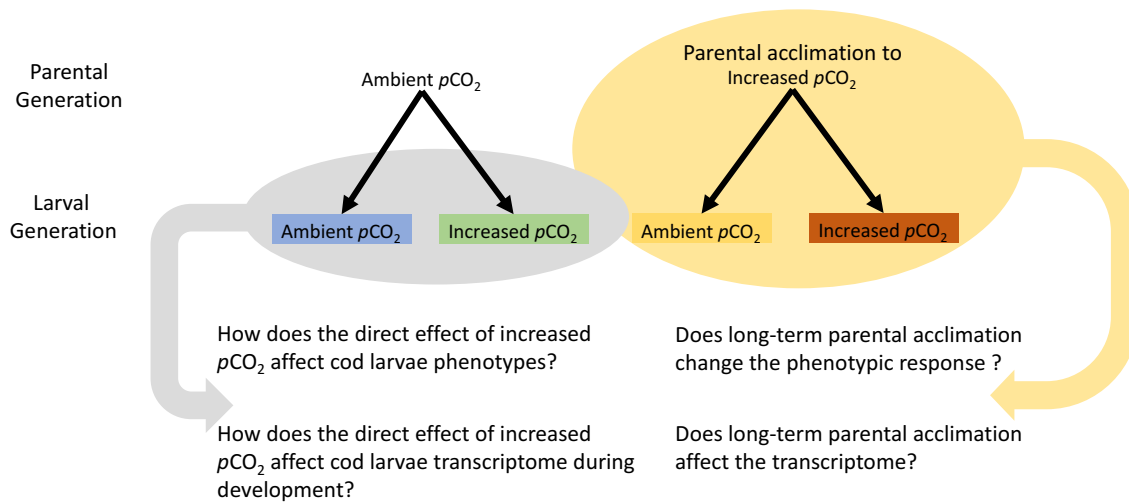 Parental
Generation
Ambient pCO₂
Parental acclimation to
Increased pCO₂
Larval
Generation
Ambient pCO₂
Increased pCO₂
Ambient pCO₂
Increased pCO₂
How does the direct effect of increased
pCO₂ affect cod larvae phenotypes?
Does long-term parental acclimation
change the phenotypic response ?
How does the direct effect of increased
pCO₂ affect cod larvae transcriptome during
development?
Does long-term parental acclimation
affect the transcriptome?